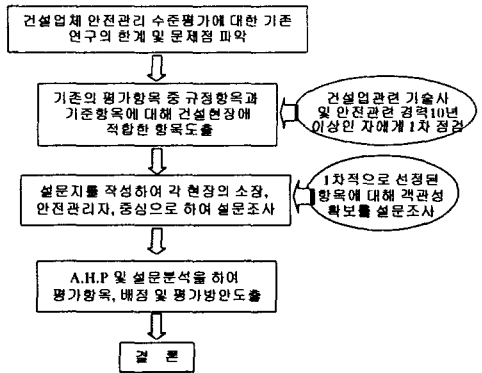 건설업체 안전관리 수준평가에 대한 기존
연구의 한계 및 문제점 파악
기존의 평가항목 중 규정항목과
기준항목에 대해 건설현장에
적합한 항목도출
건설업관련 기술사
및 안전관련 경력10년
이상인 자에게 1차 점검
설문지를 작성하여 각 현장의 소장,
안전관리자, 중심으로 하여 설문조사
1차적으로 선정된
항목에 대해 객관성
확보를 설문조사
A.H.P 및 설문분석을 하여
평가항목, 배점 및 평가방안도출
결 론